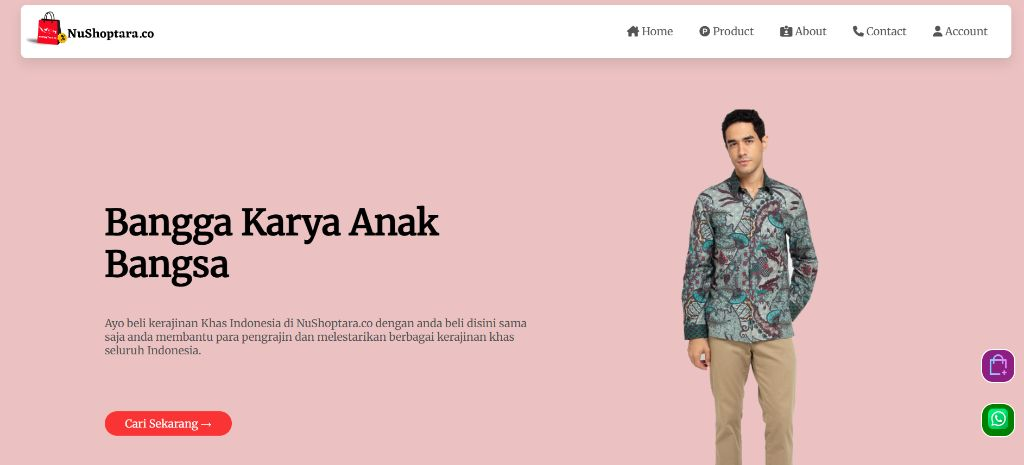 NuShoptara.co
Home
Product
About
Contact
Account
Bangga Karya Anak
Bangsa
Ayo beli kerajinan Khas Indonesia di NuShoptara.co dengan anda beli disini sama
saja anda membantu para pengrajin dan melestarikan berbagai kerajinan khas
seluruh Indonesia.
Cari Sekarang →